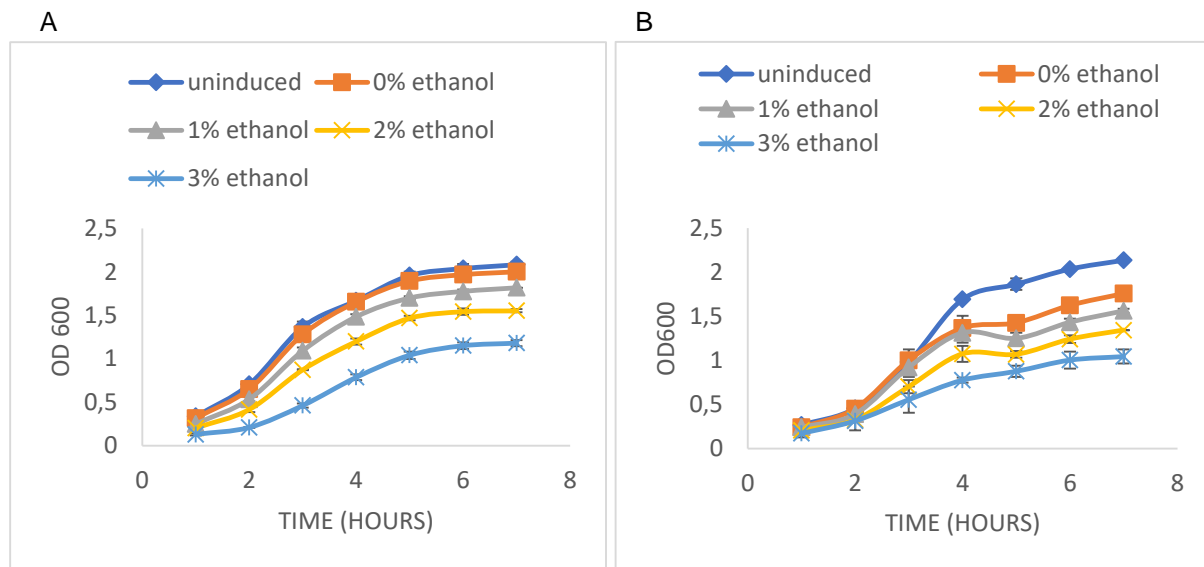 A
uninduced 0% ethanol
1% ethanol 2% ethanol
3% ethanol
2,5
2
1,5
1
0,5
0
0 2 4 6 8
OD 600
TIME (HOURS)
B
uninduced 0% ethanol
1% ethanol 2% ethanol
3% ethanol
2,5
2
1,5
1
0,5
0
0 2 4 6 8
OD600
TIME (HOURS)